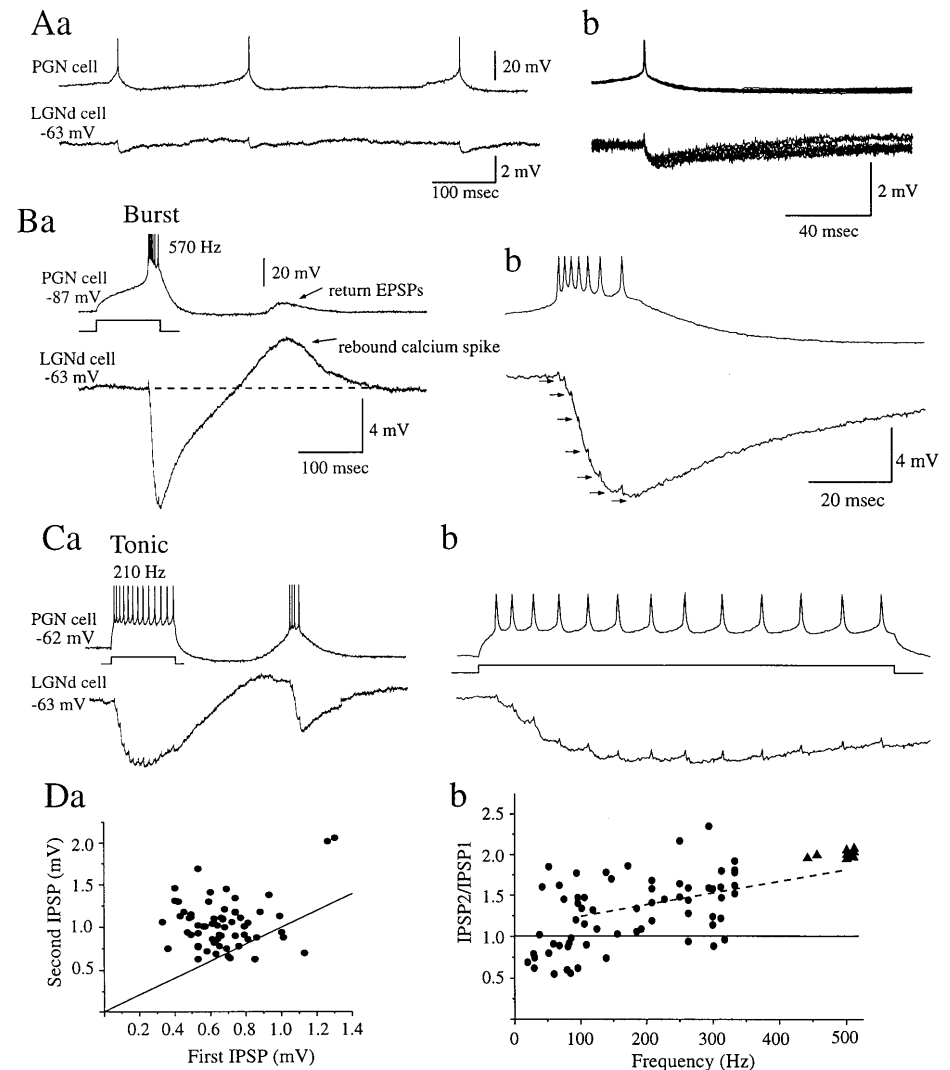 Aa
PGN cell
20 mV
LGNd cell
-63 mV
2 mV
100 msec
b
2 mV
40 msec
Ba
Burst
570 Hz
PGN cell
-87 mV
20 mV
return EPSPs
LGNd cell
-63 mV
rebound calcium spike
4 mV
100 msec
b
4 mV
20 msec
Ca
Tonic
210 Hz
PGN cell
-62 mV
LGNd cell
-63 mV
b
Da
Second IPSP (mV)
2.0
1.5
1.0
0.5
0.2 0.4 0.6 0.8 1.0 1.2 1.4
First IPSP (mV)
b
IPSP2/IPSP1
2.5
2.0
1.5
1.0
0.5
0 100 200 300 400 500
Frequency (Hz)